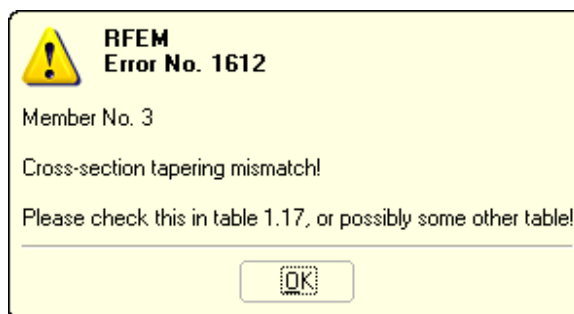 RFEM
Error No. 1612
Member No. 3
Cross-section tapering mismatch!
Please check this in table 1.17, or possibly some other table!
OK